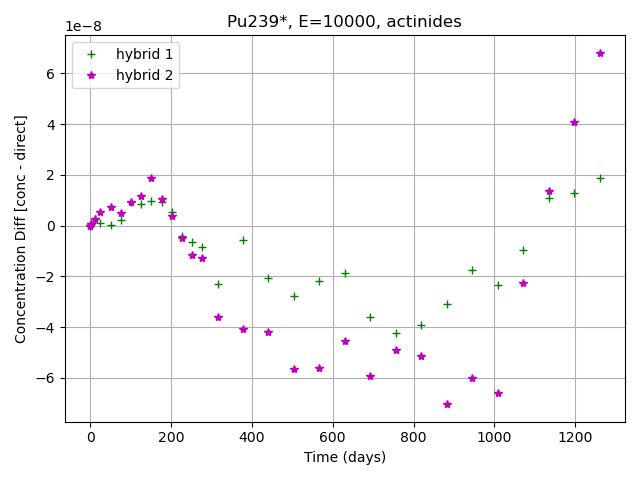 Pu239*, E=10000, actinides
1e−8
hybrid 1
hybrid 2
6
4
2
0
−2
−4
−6
Concentration Diff [conc - direct]
0 200 400 600 800 1000 1200
Time (days)